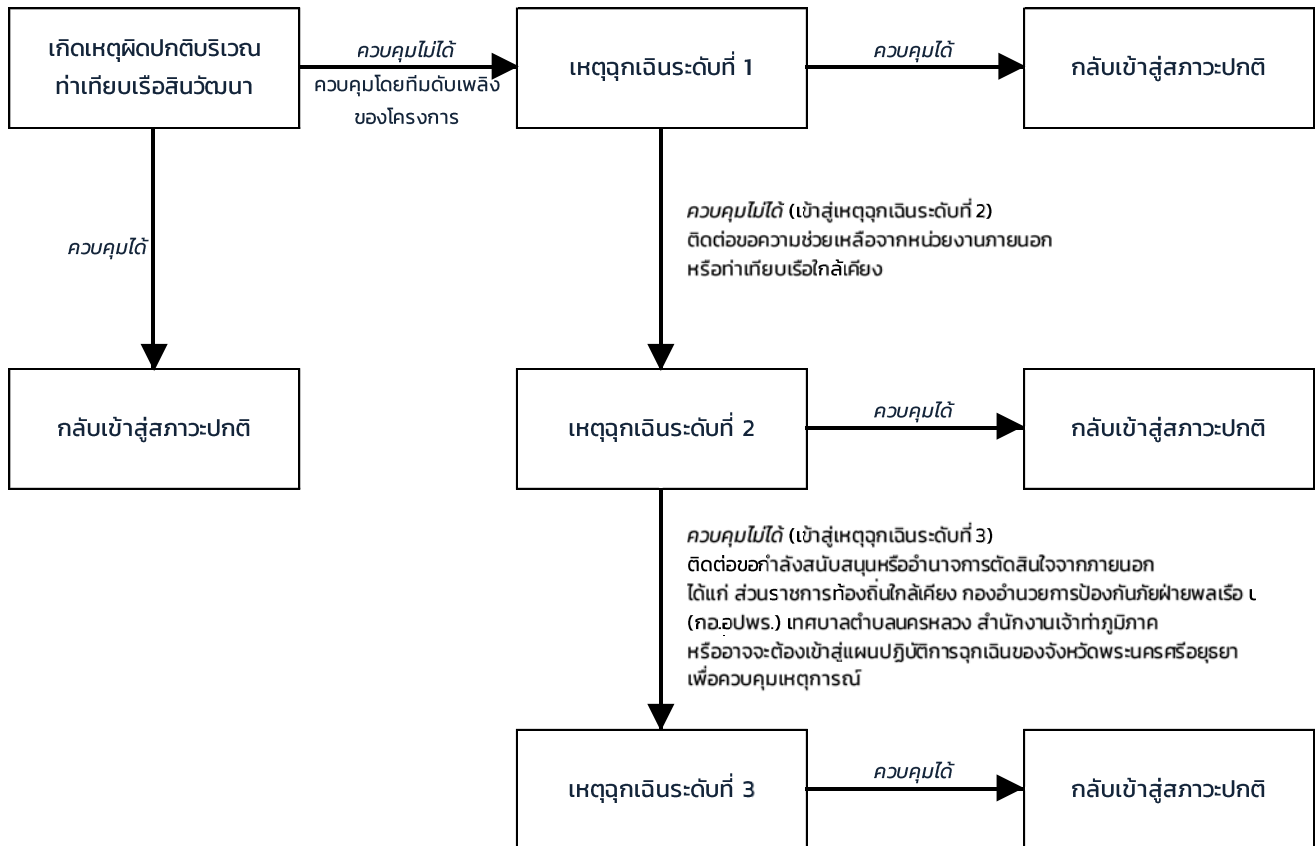 เกิดเหตุผิดปกติบริเวณ
ท่าเทียบเรือสินวัฒนา
ควบคุมไม่ได้
ควบคุมโดยทีมดับเพลิง
ของโครงการ
เหตุฉุกเฉินระดับที่ 1
ควบคุมได้
กลับเข้าสู่สภาวะปกติ
ควบคุมได้
ควบคุมไม่ได้ (เข้าสู่เหตุฉุกเฉินระดับที่ 2)
ติดต่อขอความช่วยเหลือจากหน่วยงานภายนอก
หรือท่าเทียบเรือใกล้เคียง
กลับเข้าสู่สภาวะปกติ
เหตุฉุกเฉินระดับที่ 2
ควบคุมได้
กลับเข้าสู่สภาวะปกติ
ควบคุมไม่ได้ (เข้าสู่เหตุฉุกเฉินระดับที่ 3)
ติดต่อขอกำลังสนับสนุนหรืออำนาจการตัดสินใจจากภายนอก
ได้แก่ ส่วนราชการท้องถิ่นใกล้เคียง กองอำนวยการป้องกันภัยฝ่ายพลเรือ
(กอ.อปพร.) เทศบาลตำบลนครหลวง สำนักงานเจ้าท่าภูมิภาค
หรืออาจจะต้องเข้าสู่แผนปฏิบัติการฉุกเฉินของจังหวัดพระนครศรีอยุธยา
เพื่อควบคุมเหตุการณ์
เหตุฉุกเฉินระดับที่ 3
ควบคุมได้
กลับเข้าสู่สภาวะปกติ